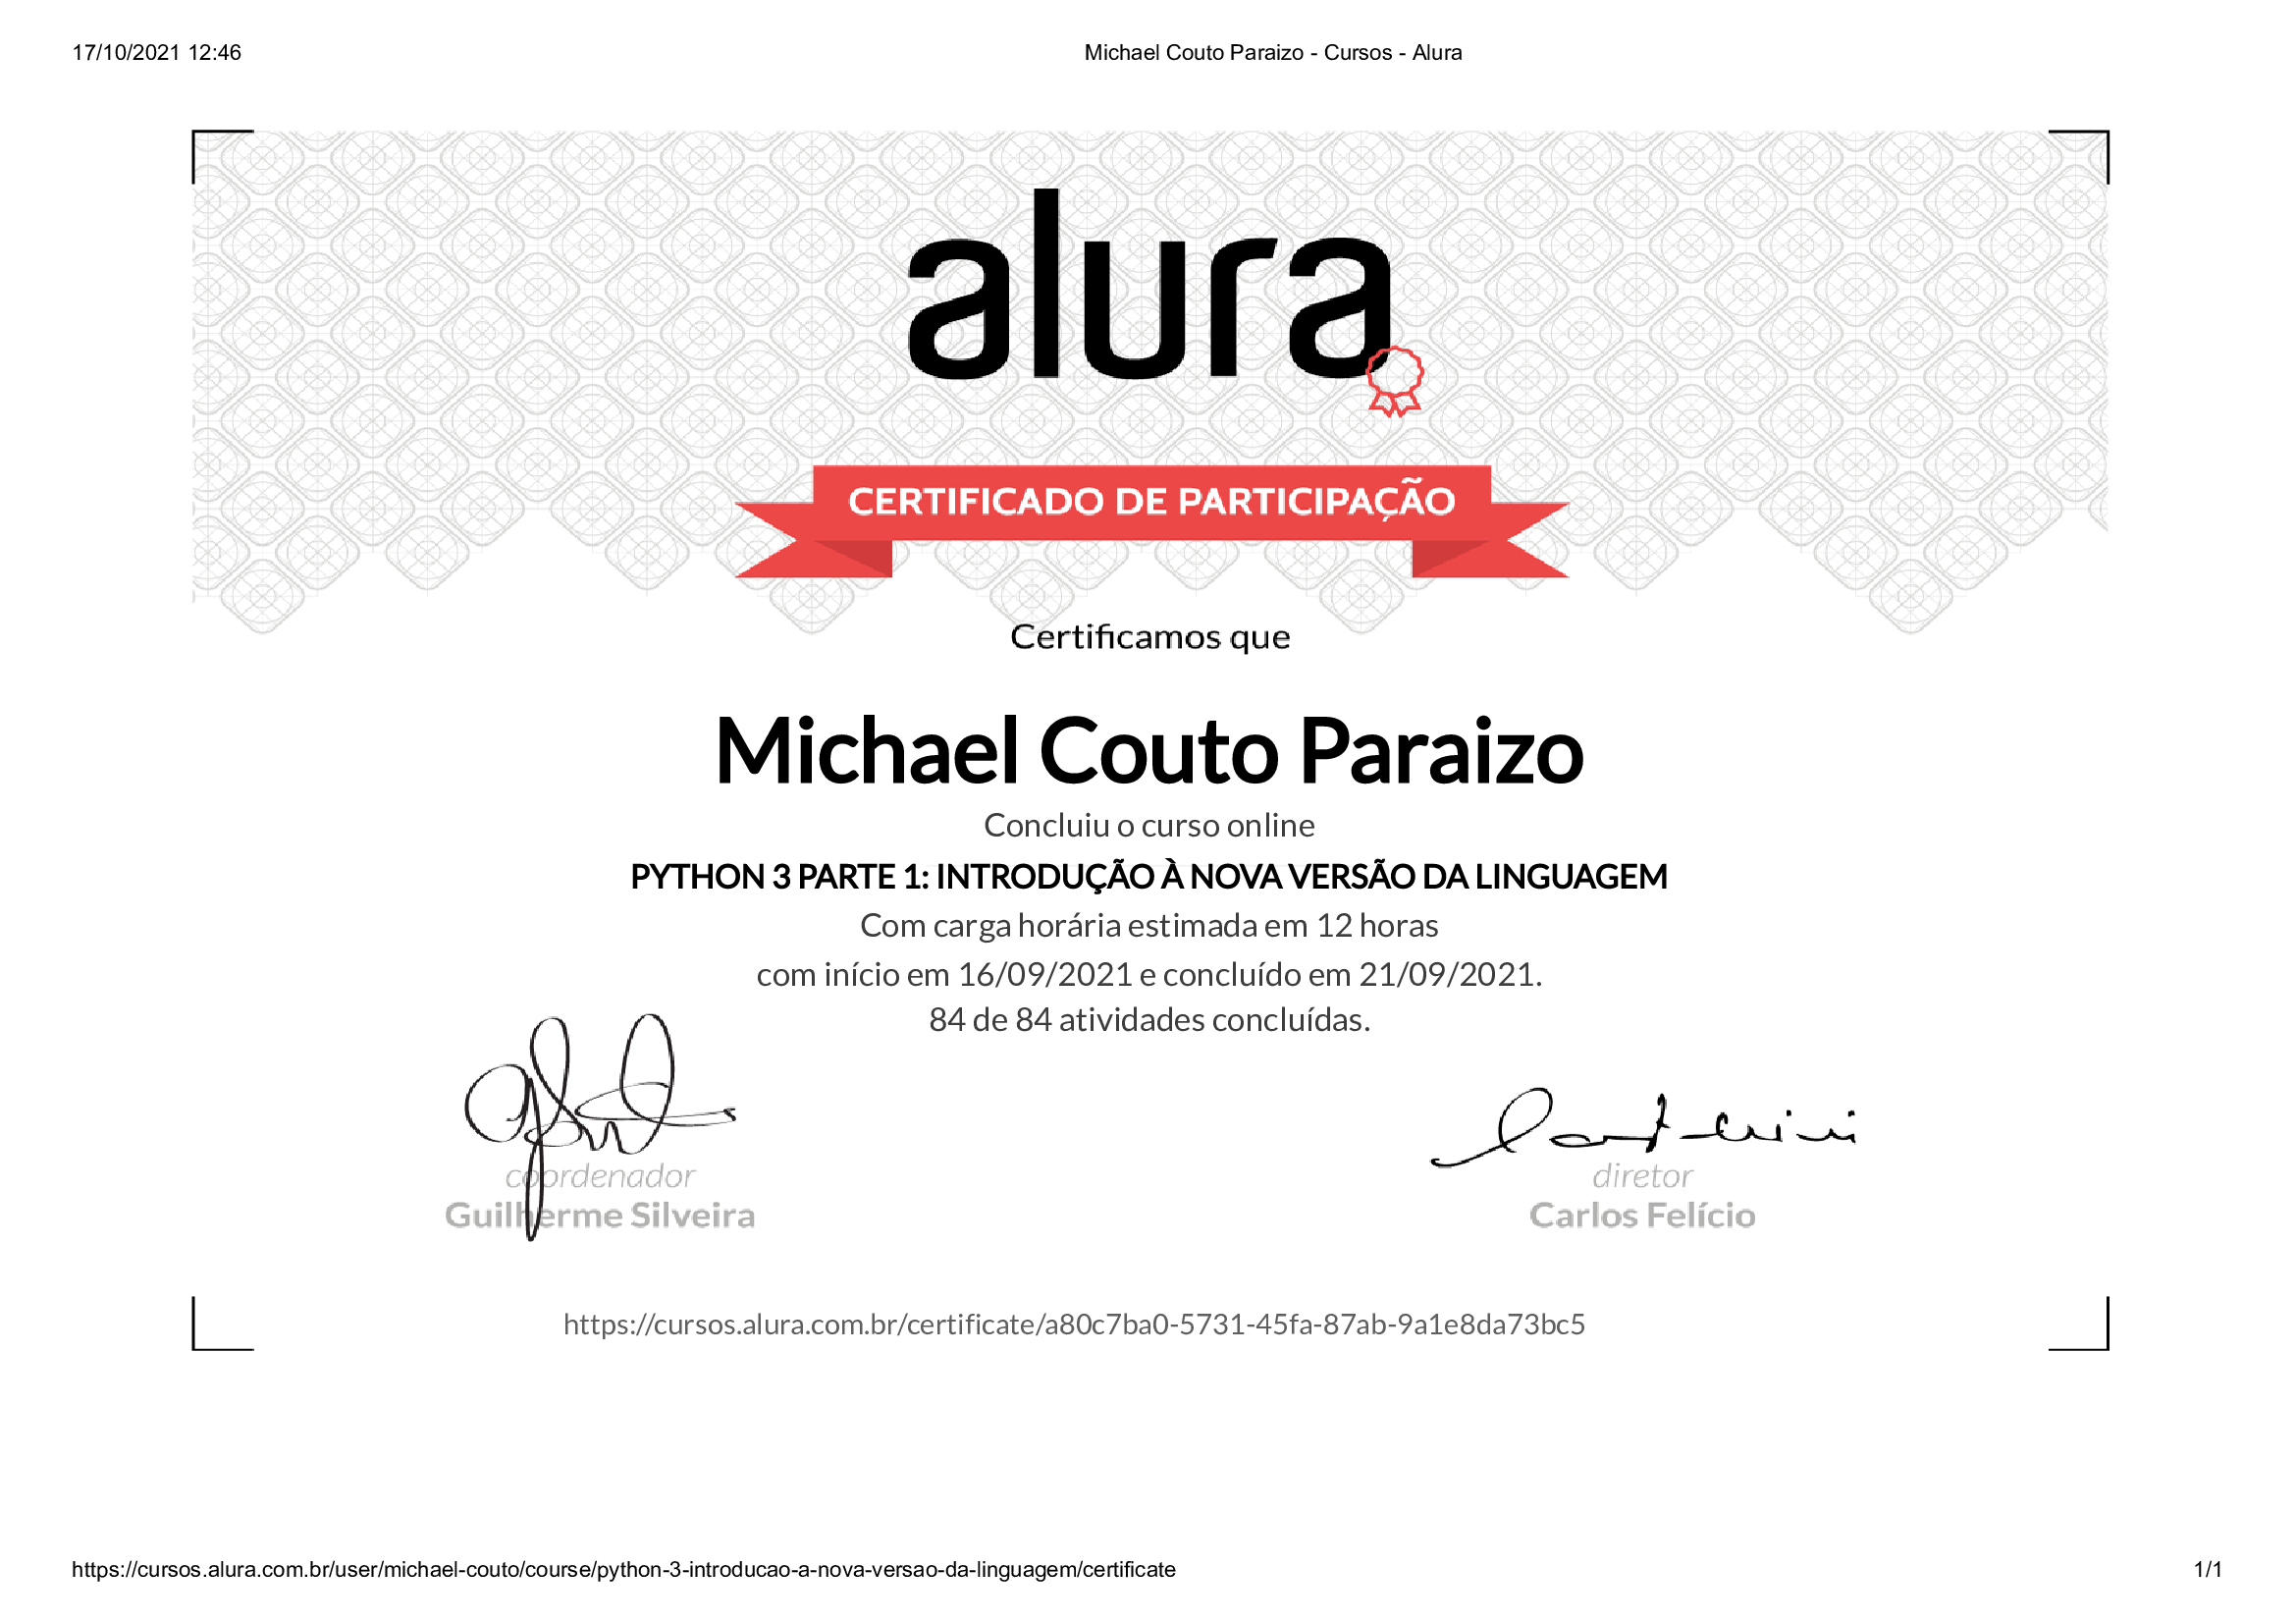 17/10/2021 12:46
Michael Couto Paraizo - Cursos - Alura
alura
CERTIFICADO DE PARTICIPAÇÃO
Certificamos que
Michael Couto Paraizo
Concluiu o curso online
PYTHON 3 PARTE 1: INTRODUÇÃO À NOVA VERSÃO DA LINGUAGEM
Com carga horária estimada em 12 horas
com início em 16/09/2021 e concluído em 21/09/2021.
84 de 84 atividades concluídas.
coordenador
Guilherme Silveira
diretor
Carlos Felício
https://cursos.alura.com.br/certificate/a80c7ba0-5731-45fa-87ab-9a1e8da73bc5
https://cursos.alura.com.br/user/michael-couto/course/python-3-introducao-a-nova-versao-da-linguagem/certificate
1/1